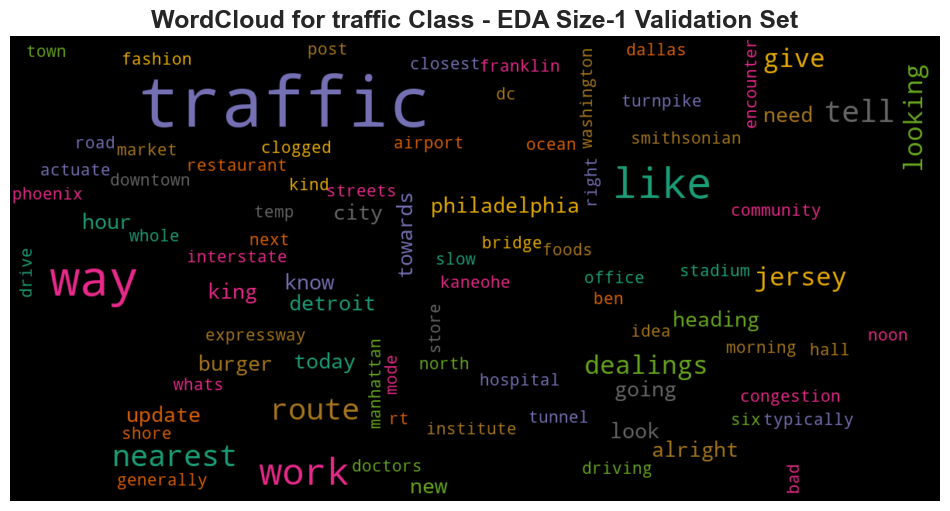 WordCloud for traffic Class - EDA Size-1 Validation Set
town
fashion
post
closest
franklin
dallas
encounter
give
looking
traffic
dc
washington
turnpike
need
tell
road
market
clogged
airport
ocean
smithsonian
actuate
downtown
restaurant
kind
streets
right
like
phoenix
hour
whole
temp
city
towards
philadelphia
community
next
interstate
bridge
foods
slow
drive
way
king
know
detroit
kaneohe
office
stadium
jersey
ben
expressway
store
idea
heading
noon
burger
today
manhattan
mode
north
dealings
morning
hall
whats
hospital
going
congestion
update
route
rt
institute
tunnel
look
six
typically
shore
nearest
work
doctors
driving
alright
generally
new
bad